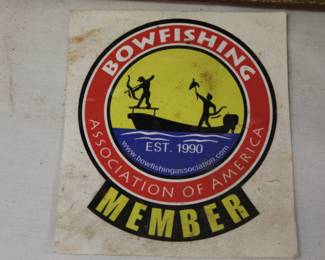 BOWFISHING
EST. 1990
www.bowfishingassociation.com
ASSOCIATION OF AMERICA
MEMBER